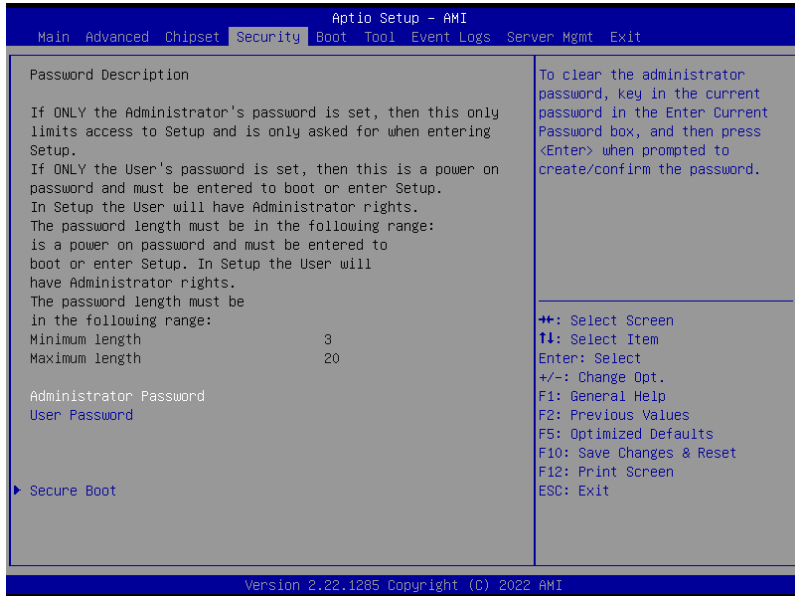 Aptio Setup – AMI
Main Advanced Chipset Security Boot Tool Event Logs Server Mgmt Exit
Password Description
If ONLY the Administrator's password is set, then this only
limits access to Setup and is only asked for when entering
Setup.
If ONLY the User's password is set, then this is a power on
password and must be entered to boot or enter Setup.
In Setup the User will have Administrator rights.
The password length must be in the following range:
is a power on password and must be entered to
boot or enter Setup. In Setup the User will
have Administrator rights.
The password length must be
in the following range:
Minimum length 3
Maximum length 20
Administrator Password
User Password
Secure Boot
To clear the administrator
password, key in the current
password in the Enter Current
Password box, and then press
<Enter> when prompted to
create/confirm the password.
→←: Select Screen
↑↓: Select Item
Enter: Select
+/-: Change Opt.
F1: General Help
F2: Previous Values
F5: Optimized Defaults
F10: Save Changes & Reset
F12: Print Screen
ESC: Exit
Version 2.22.1285 Copyright (C) 2022 AMI